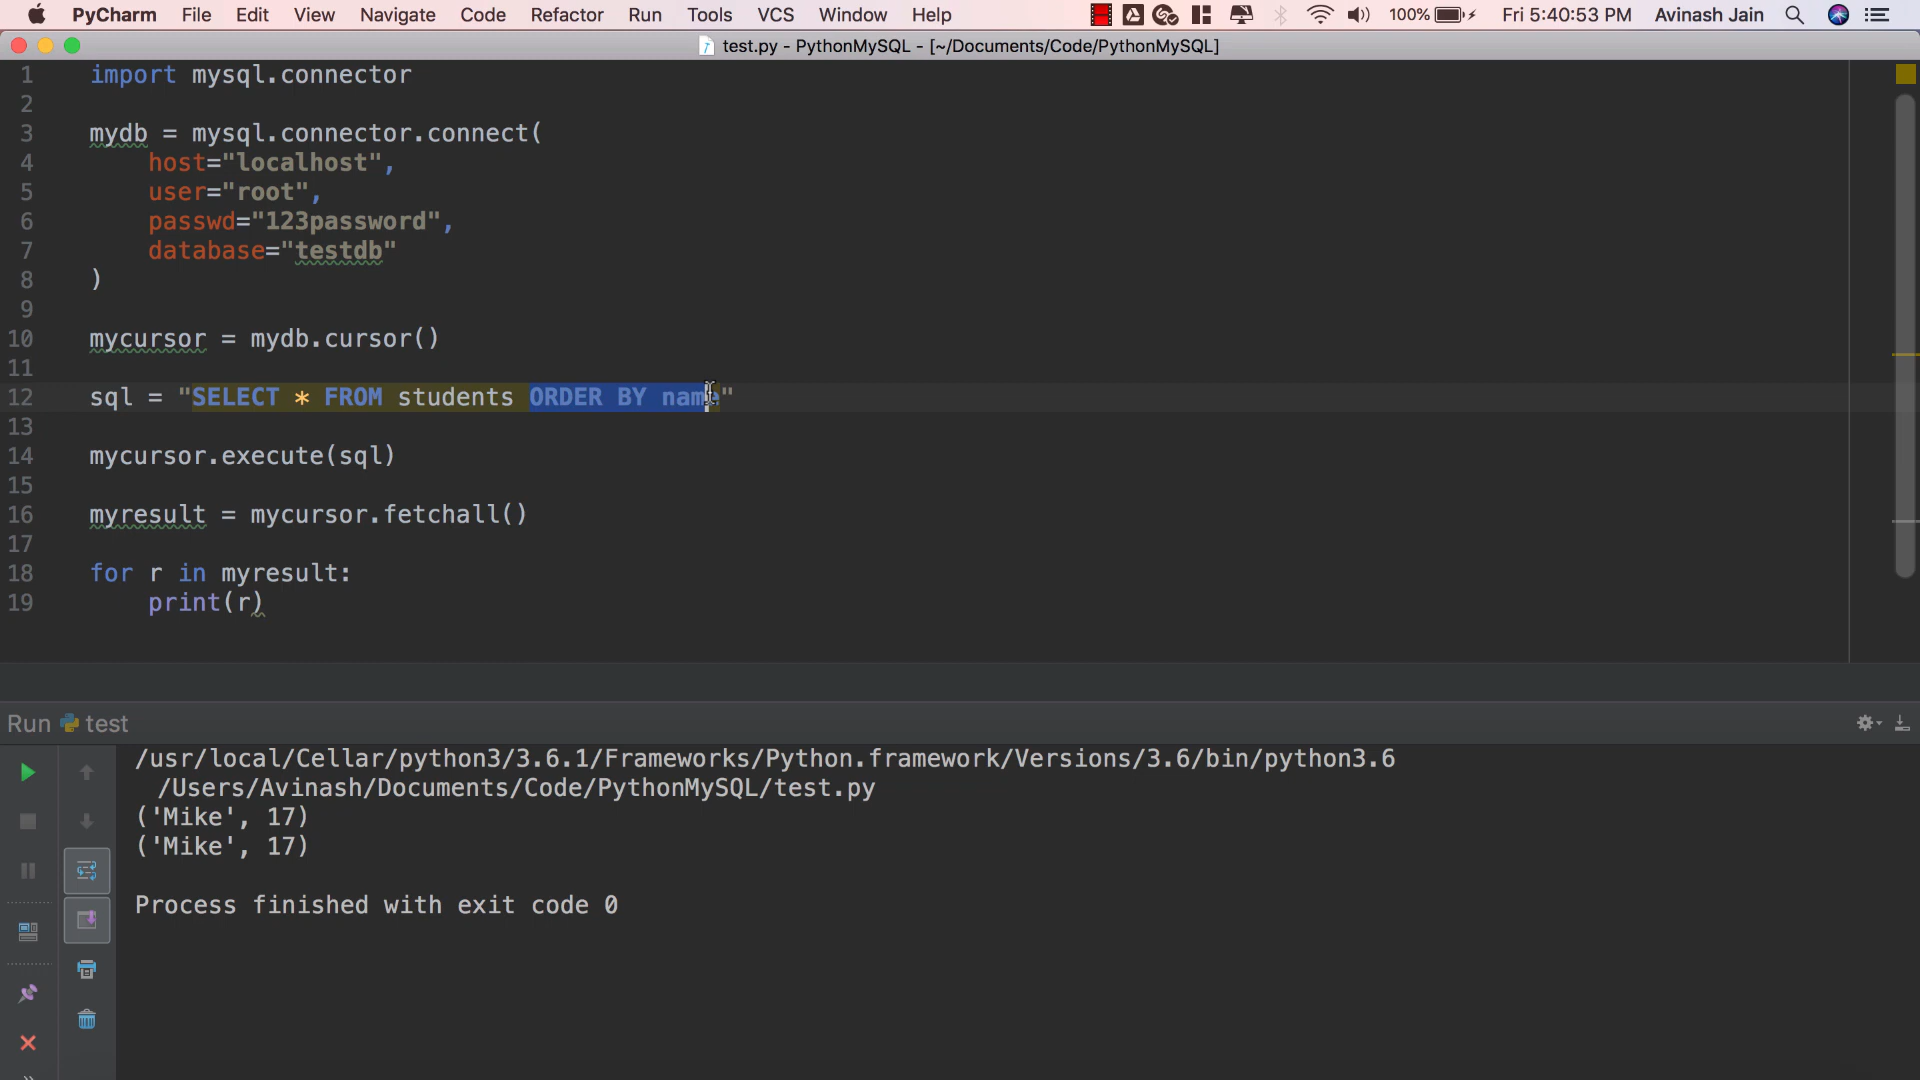 PyCharm File Edit View Navigate Code Refactor Run Tools VCS Window Help 100% Fri 5:40:53 PM Avinash Jain
test.py - PythonMySQL - [~/Documents/Code/PythonMySQL]
1 import mysql.connector
2
3 mydb = mysql.connector.connect(
4 host="localhost",
5 user="root",
6 passwd="123password",
7 database="testdb"
8 )
9
10 mycursor = mydb.cursor()
11
12 sql = "SELECT * FROM students ORDER BY name"
13
14 mycursor.execute(sql)
15
16 myresult = mycursor.fetchall()
17
18 for r in myresult:
19 print(r)
Run test
/usr/local/Cellar/python3/3.6.1/Frameworks/Python.framework/Versions/3.6/bin/python3.6
/Users/Avinash/Documents/Code/PythonMySQL/test.py
('Mike', 17)
('Mike', 17)
Process finished with exit code 0